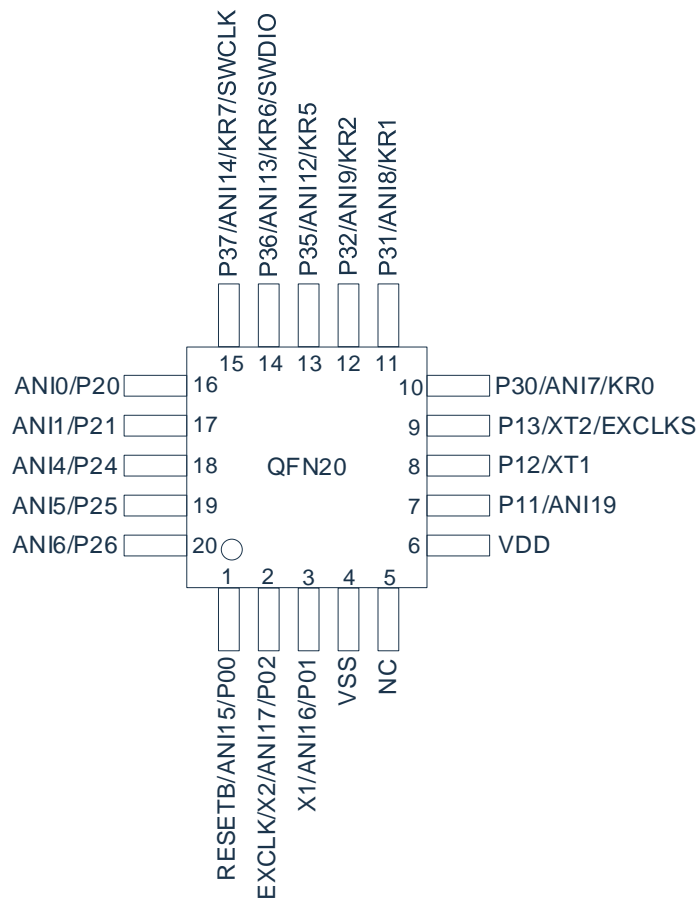 P37/ANI14/KR7/SWCLK
P36/ANI13/KR6/SWDIO
P35/ANI12/KR5
P32/ANI9/KR2
P31/ANI8/KR1
15 14 13 12 11
ANI0/P20 16
10 P30/ANI7/KR0
ANI1/P21 17
9 P13/XT2/EXCLKS
ANI4/P24 18
QFN20
8 P12/XT1
ANI5/P25 19
7 P11/ANI19
ANI6/P26 20
6 VDD
1 2 3 4 5
RESETB/ANI15/P00
EXCLK/X2/ANI17/P02
X1/ANI16/P01
VSS
NC